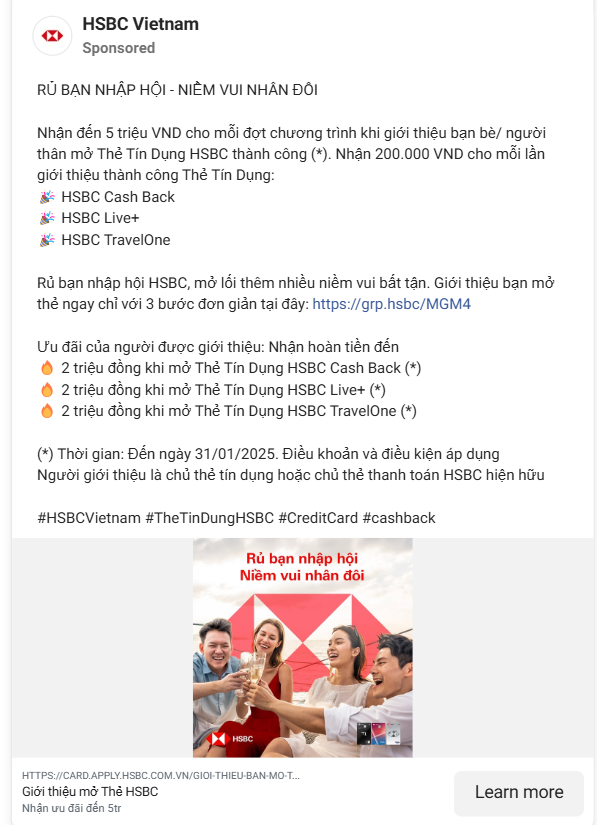 HSBC Vietnam
Sponsored
RỦ BẠN NHẬP HỘI - NIỀM VUI NHÂN ĐÔI
Nhận đến 5 triệu VND cho mỗi đợt chương trình khi giới thiệu bạn bè/ người
thân mở Thẻ Tín Dụng HSBC thành công (*). Nhận 200.000 VND cho mỗi lần
giới thiệu thành công Thẻ Tín Dụng:
🎉 HSBC Cash Back
🎉 HSBC Live+
🎉 HSBC TravelOne
Rủ bạn nhập hội HSBC, mở lối thêm nhiều niềm vui bất tận. Giới thiệu bạn mở
thẻ ngay chỉ với 3 bước đơn giản tại đây: https://grp.hsbc/MGM4
Ưu đãi của người được giới thiệu: Nhận hoàn tiền đến
🔥 2 triệu đồng khi mở Thẻ Tín Dụng HSBC Cash Back (*)
🔥 2 triệu đồng khi mở Thẻ Tín Dụng HSBC Live+ (*)
🔥 2 triệu đồng khi mở Thẻ Tín Dụng HSBC TravelOne (*)
(*) Thời gian: Đến ngày 31/01/2025. Điều khoản và điều kiện áp dụng
Người giới thiệu là chủ thẻ tín dụng hoặc chủ thẻ thanh toán HSBC hiện hữu
#HSBCVietnam #TheTinDungHSBC #CreditCard #cashback
Rủ bạn nhập hội
Niềm vui nhân đôi
HSBC
HTTPS://CARD.APPLY.HSBC.COM.VN/GIOI-THIEU-BAN-MO-T...
Giới thiệu mở Thẻ HSBC
Nhận ưu đãi đến 5tr
Learn more